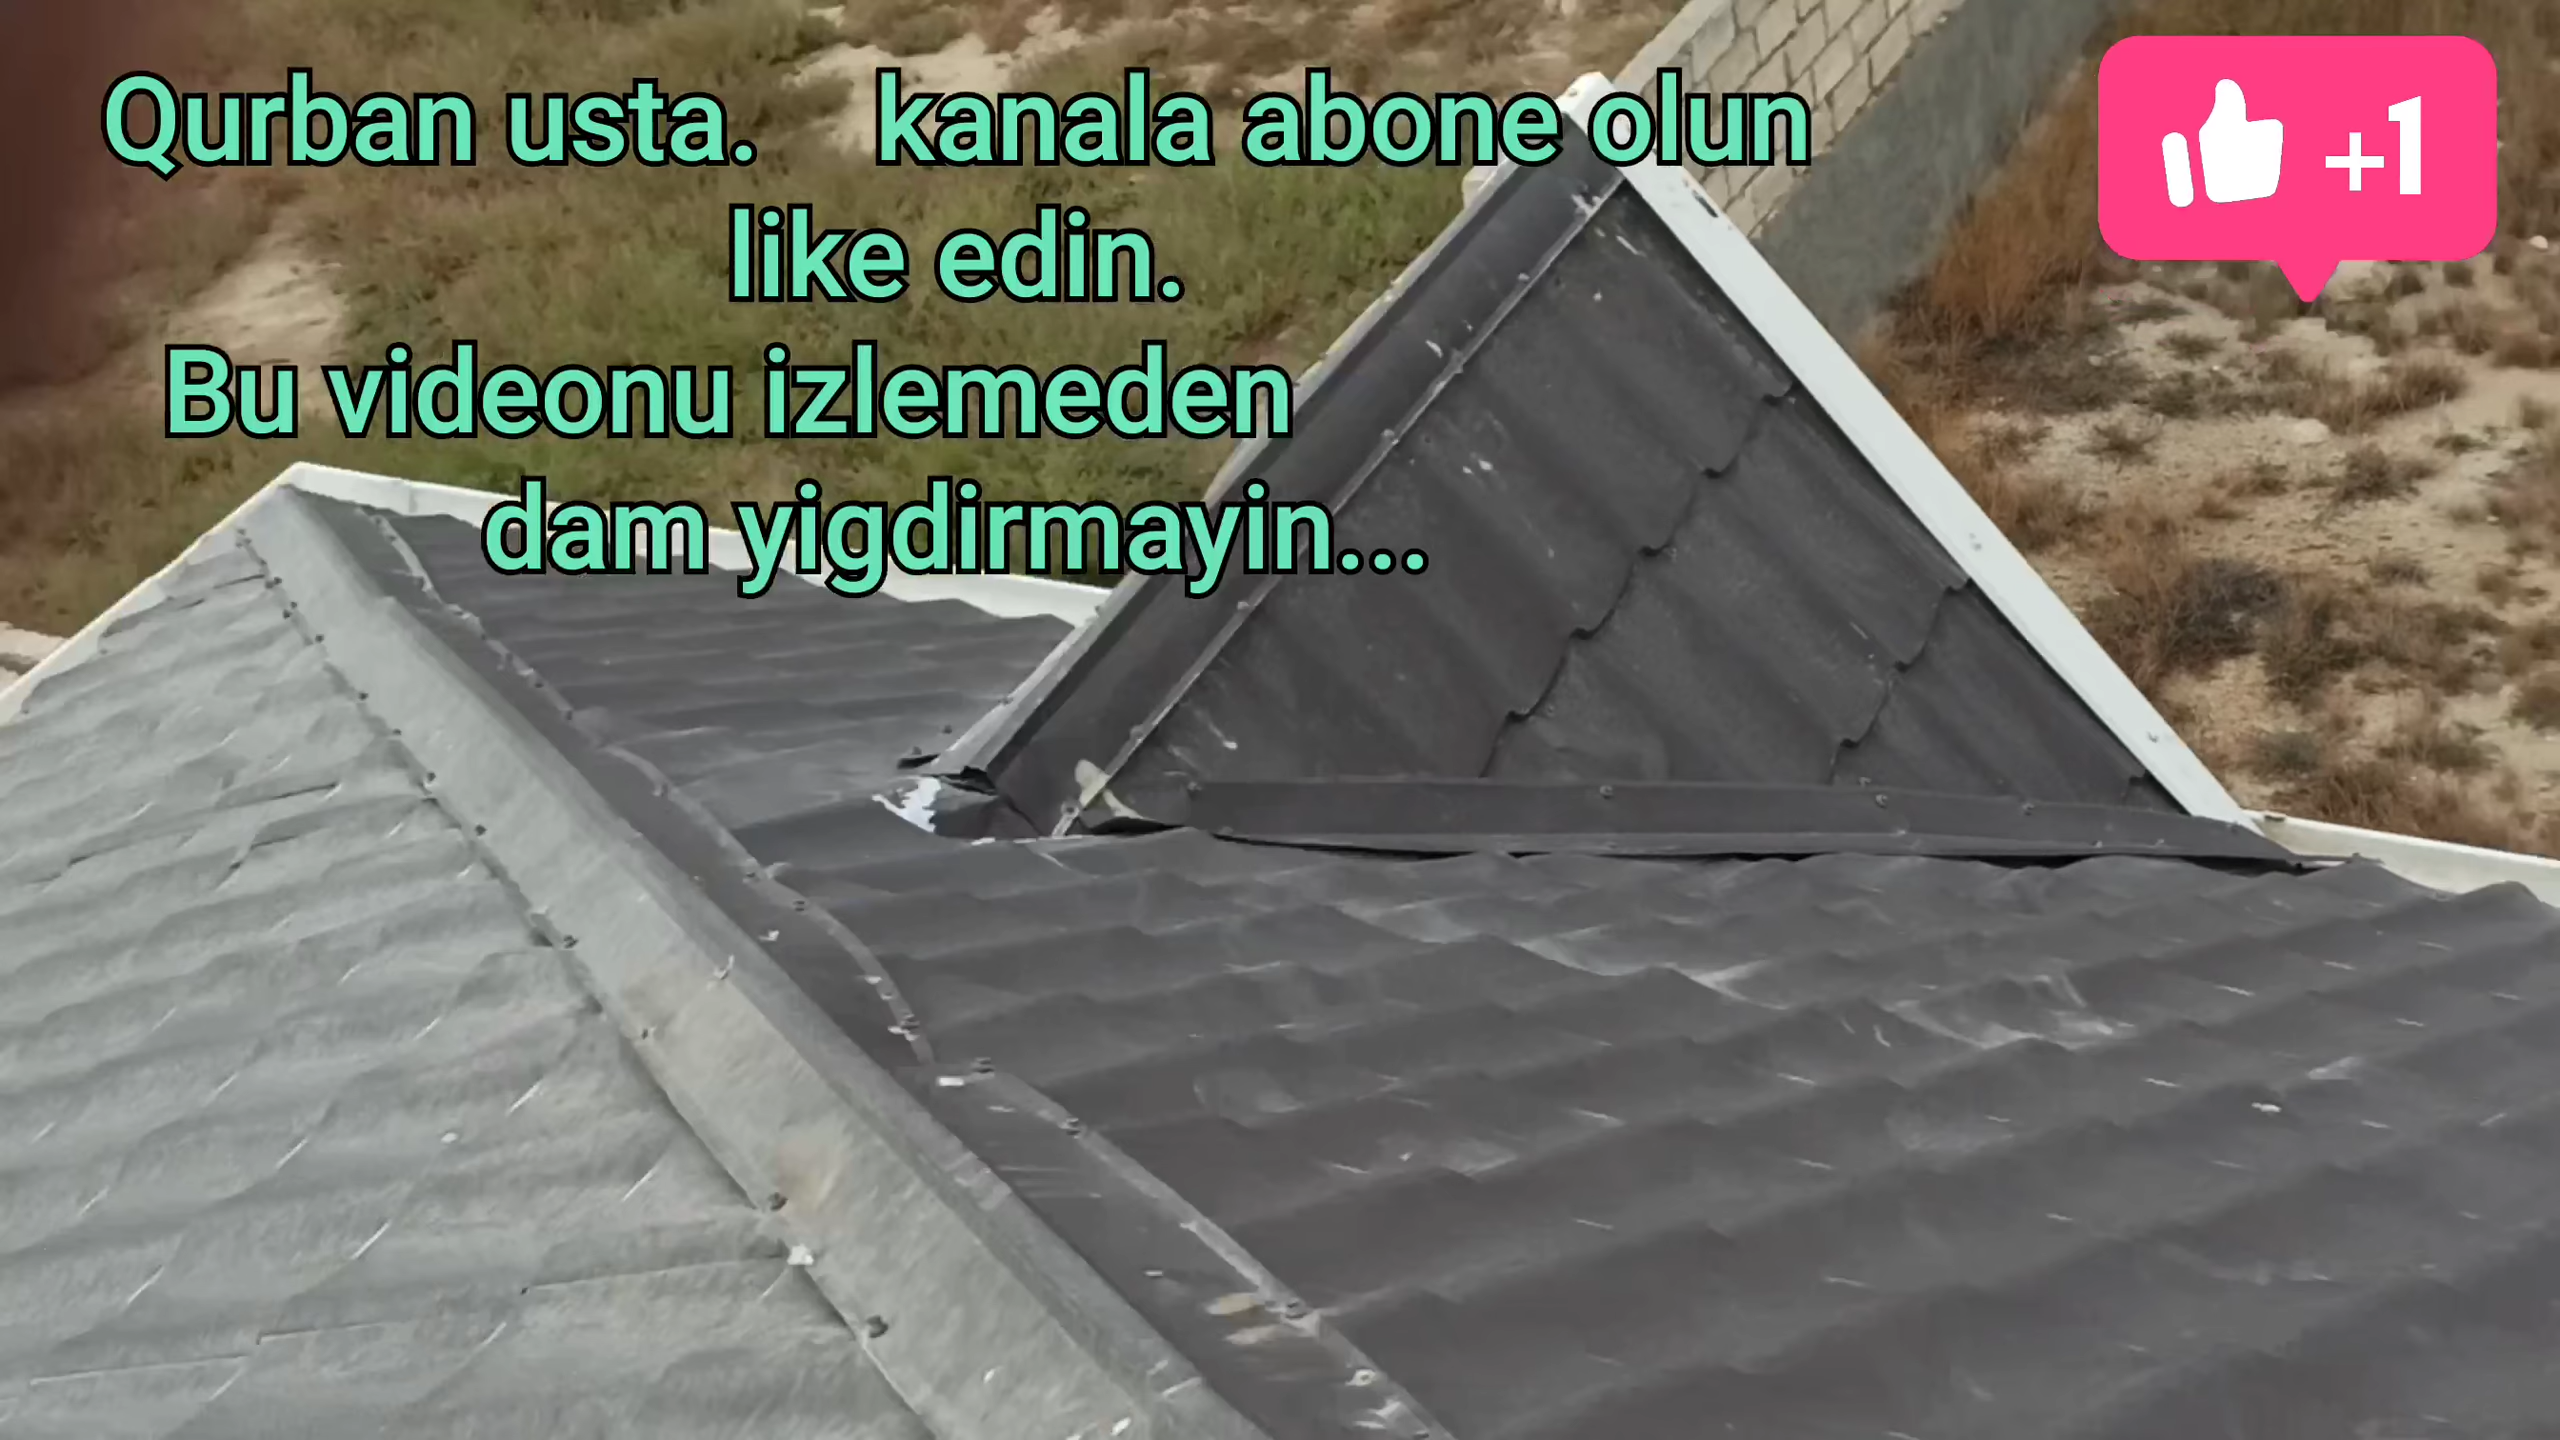 Qurban usta. kanala abone olun
like edin.
Bu videonu izlemeden
dam yigdirmayin...
+1